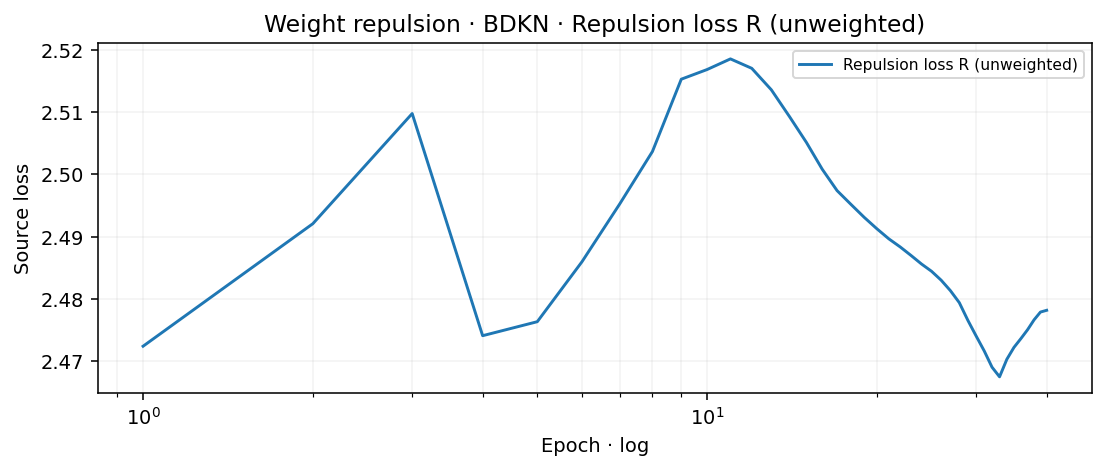 Weight repulsion · BDKN · Repulsion loss R (unweighted)
Repulsion loss R (unweighted)
Source loss
2.52
2.51
2.50
2.49
2.48
2.47
10⁰
10¹
Epoch · log